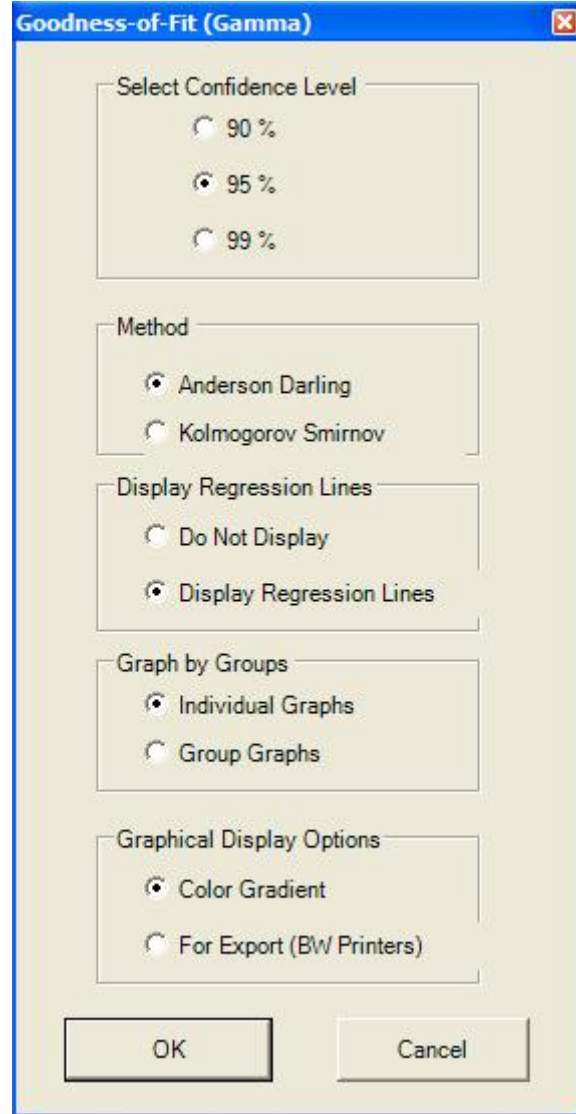 Goodness-of-Fit (Gamma)
Select Confidence Level
90 %
95 %
99 %
Method
Anderson Darling
Kolmogorov Smirnov
Display Regression Lines
Do Not Display
Display Regression Lines
Graph by Groups
Individual Graphs
Group Graphs
Graphical Display Options
Color Gradient
For Export (BW Printers)
OK Cancel